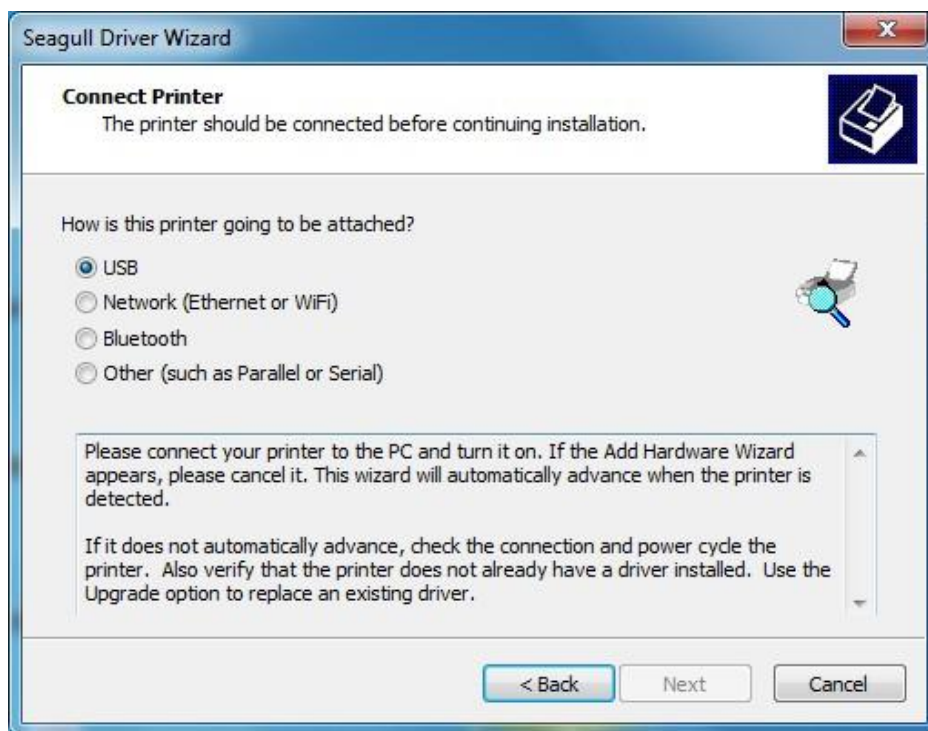 Seagull Driver Wizard
Connect Printer
The printer should be connected before continuing installation.
How is this printer going to be attached?
USB
Network (Ethernet or WiFi)
Bluetooth
Other (such as Parallel or Serial)
Please connect your printer to the PC and turn it on. If the Add Hardware Wizard
appears, please cancel it. This wizard will automatically advance when the printer is
detected.
If it does not automatically advance, check the connection and power cycle the
printer.  Also verify that the printer does not already have a driver installed.  Use the
Upgrade option to replace an existing driver.
< Back Next Cancel